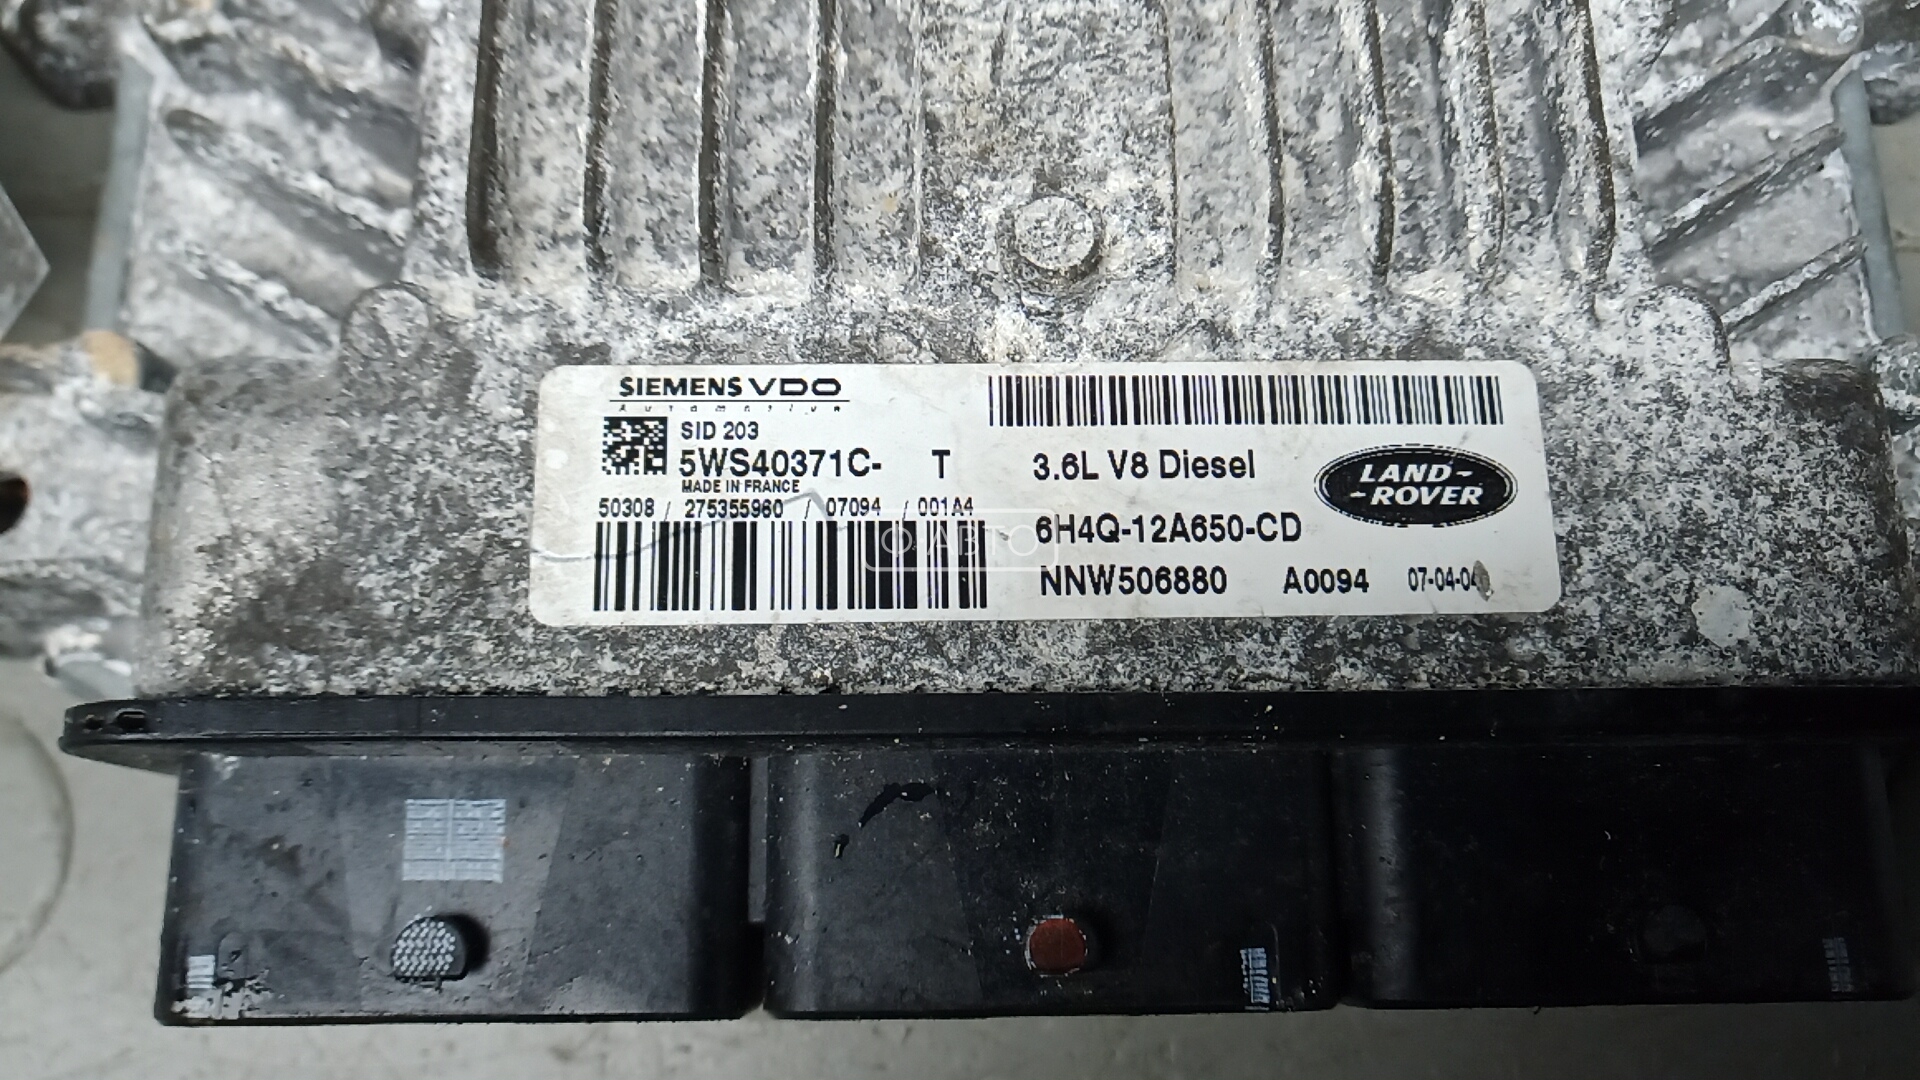 SIEMENS VDO
Automotive
SID 203
5WS40371C- T
MADE IN FRANCE
50308 / 275355960 / 07094 / 001A4
3.6L V8 Diesel
LAND-
-ROVER
6H4Q-12A650-CD
NNW506880 A0094 07-04-04
АВТО